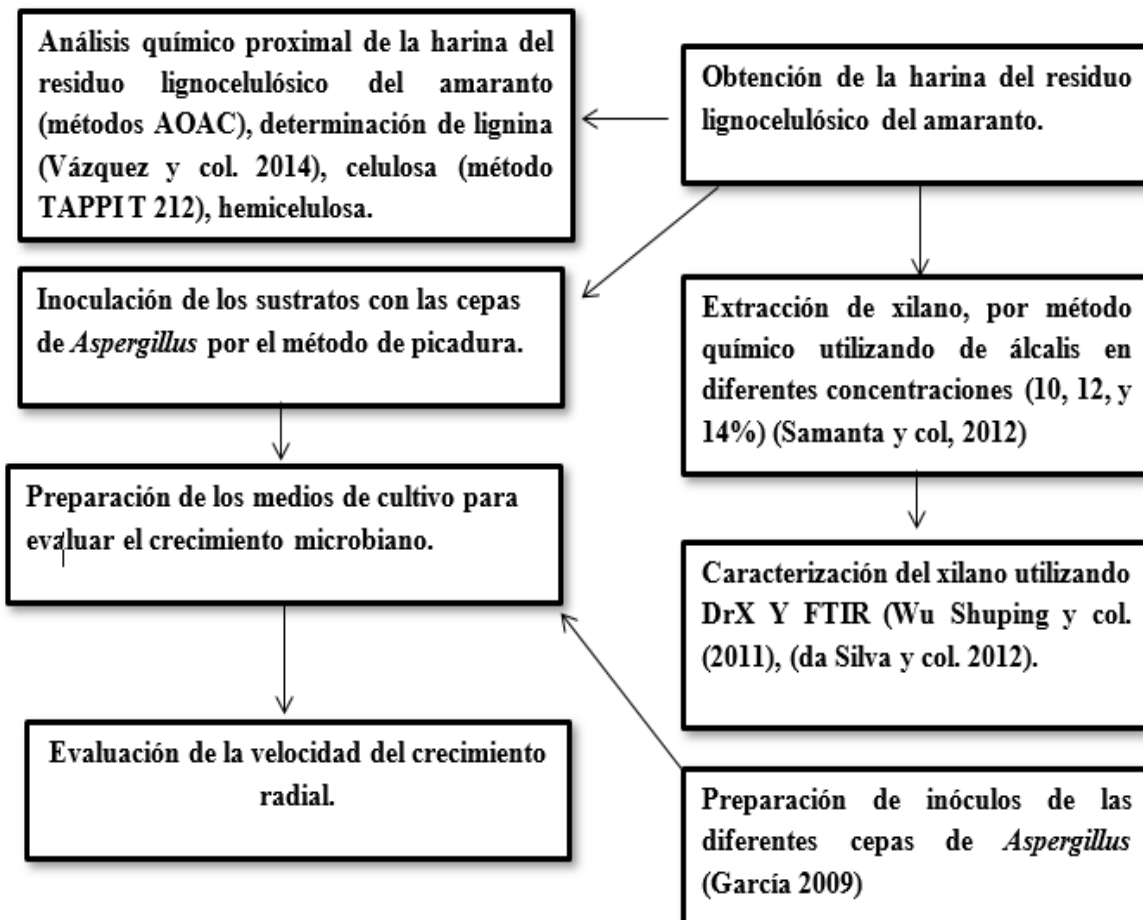 Análisis químico proximal de la harina del
residuo lignocelulósico del amaranto
(métodos AOAC), determinación de lignina
(Vázquez y col. 2014), celulosa (método
TAPPI T 212), hemicelulosa.
Obtención de la harina del residuo
lignocelulósico del amaranto.
Inoculación de los sustratos con las cepas
de Aspergillus por el método de picadura.
Extracción de xilano, por método
químico utilizando de álcalis en
diferentes concentraciones (10, 12, y
14%) (Samanta y col, 2012)
Preparación de los medios de cultivo para
evaluar el crecimiento microbiano.
Caracterización del xilano utilizando
DrX Y FTIR (Wu Shuping y col.
(2011), (da Silva y col. 2012).
Evaluación de la velocidad del crecimiento
radial.
Preparación de inóculos de las
diferentes cepas de Aspergillus
(García 2009)